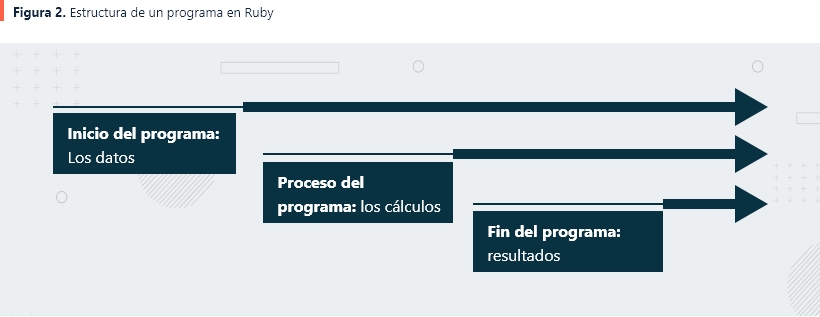 Figura 2. Estructura de un programa en Ruby
Inicio del programa:
Los datos
Proceso del
programa: los cálculos
Fin del programa:
resultados